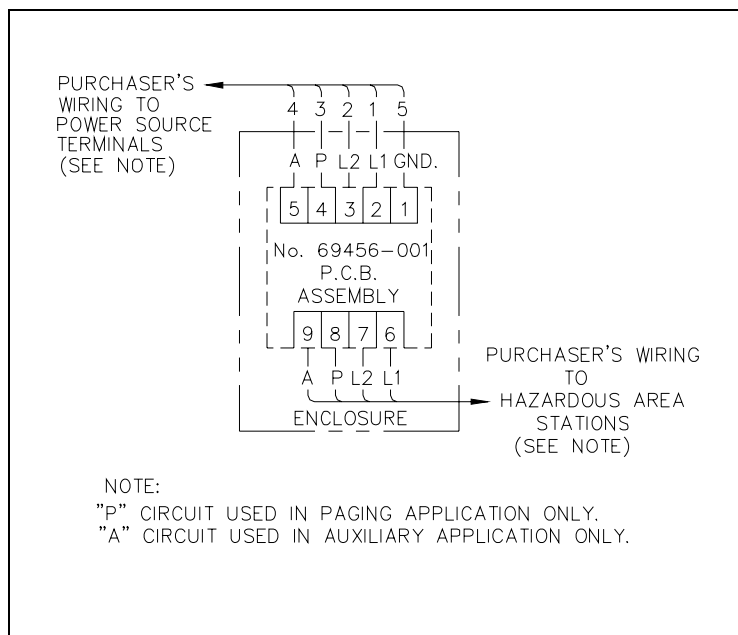 PURCHASER'S
WIRING TO
POWER SOURCE
TERMINALS
(SEE NOTE)
4 3 2 1 5
A P L2 L1 GND.
5 4 3 2 1
No. 69456-001
P.C.B.
ASSEMBLY
9 8 7 6
A P L2 L1
ENCLOSURE
PURCHASER'S WIRING
TO
HAZARDOUS AREA
STATIONS
(SEE NOTE)
NOTE:
"P" CIRCUIT USED IN PAGING APPLICATION ONLY.
"A" CIRCUIT USED IN AUXILIARY APPLICATION ONLY.